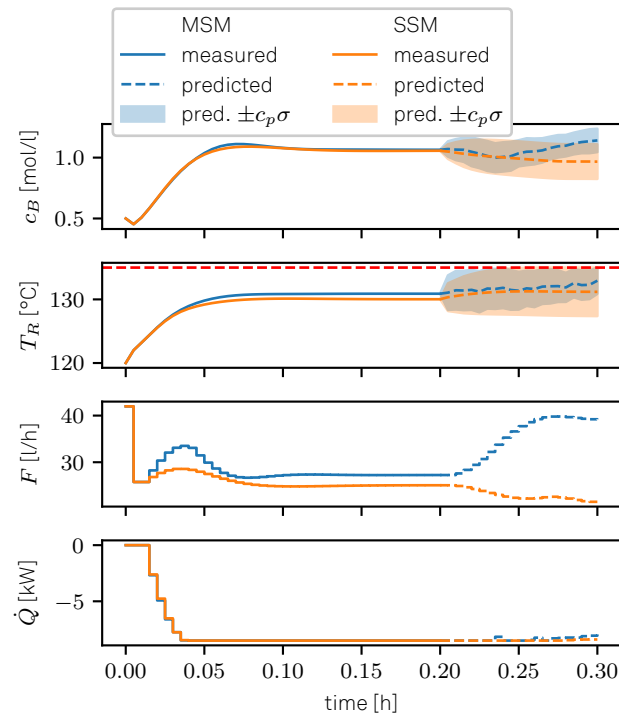 MSM SSM
measured measured
predicted predicted
pred. ±c_pσ pred. ±c_pσ
c_B [mol/l]
1.0
0.5
T_R [°C]
130
120
F [l/h]
40
30
Q̇ [kW]
0
−5
0.00 0.05 0.10 0.15 0.20 0.25 0.30
time [h]